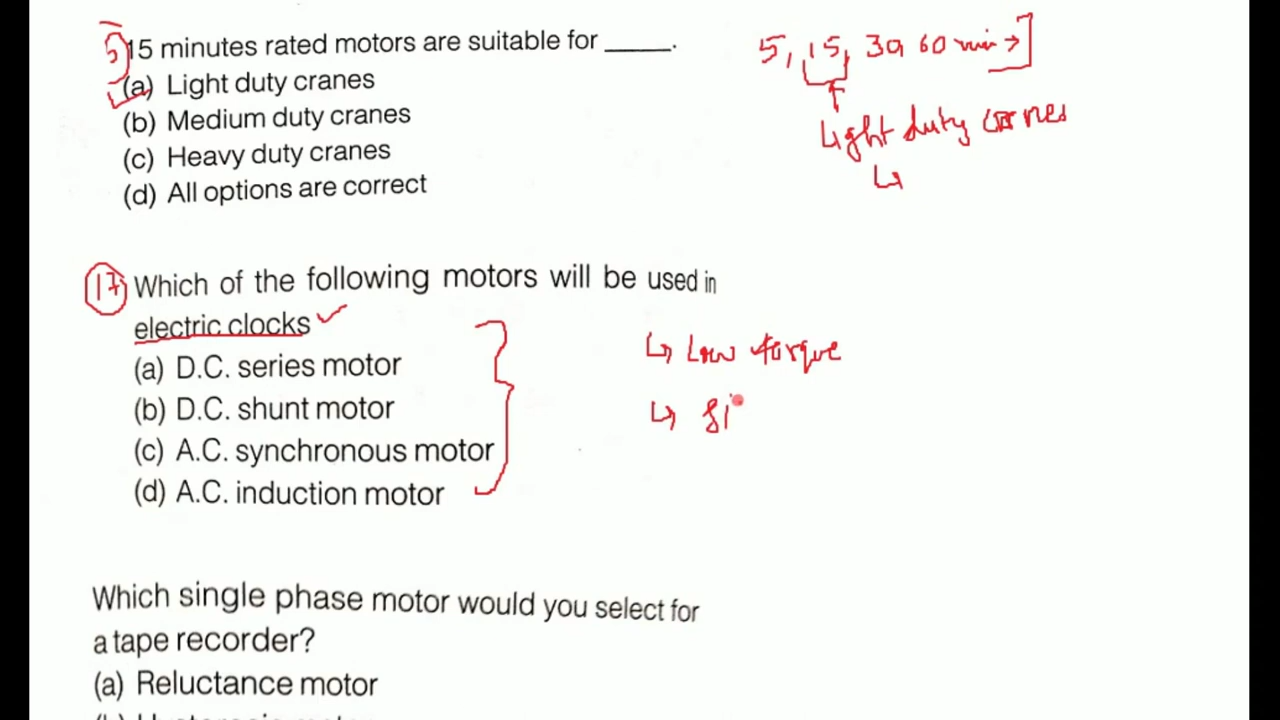 5) 15 minutes rated motors are suitable for _____.
(a) Light duty cranes
(b) Medium duty cranes
(c) Heavy duty cranes
(d) All options are correct
5, 15, 30, 60 min →
Light duty
17) Which of the following motors will be used in
electric clocks
(a) D.C. series motor
(b) D.C. shunt motor
(c) A.C. synchronous motor
(d) A.C. induction motor
↳ Low torque
↳ Si
Which single phase motor would you select for
a tape recorder?
(a) Reluctance motor